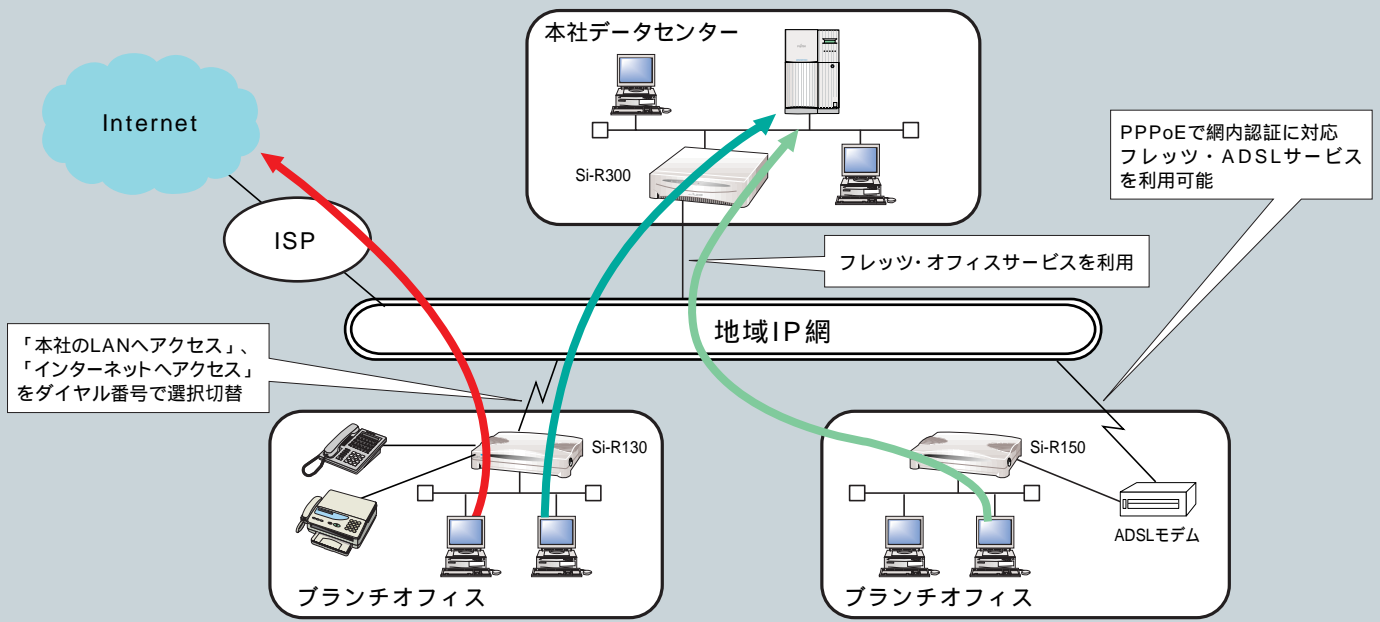 本社データセンター
Internet
Si-R300
ISP
PPPoEで網内認証に対応
フレッツ・ADSLサービス
を利用可能
フレッツ・オフィスサービスを利用
地域IP網
「本社のLANへアクセス」、
「インターネットへアクセス」
をダイヤル番号で選択切替
Si-R130
Si-R150
ADSLモデム
ブランチオフィス
ブランチオフィス